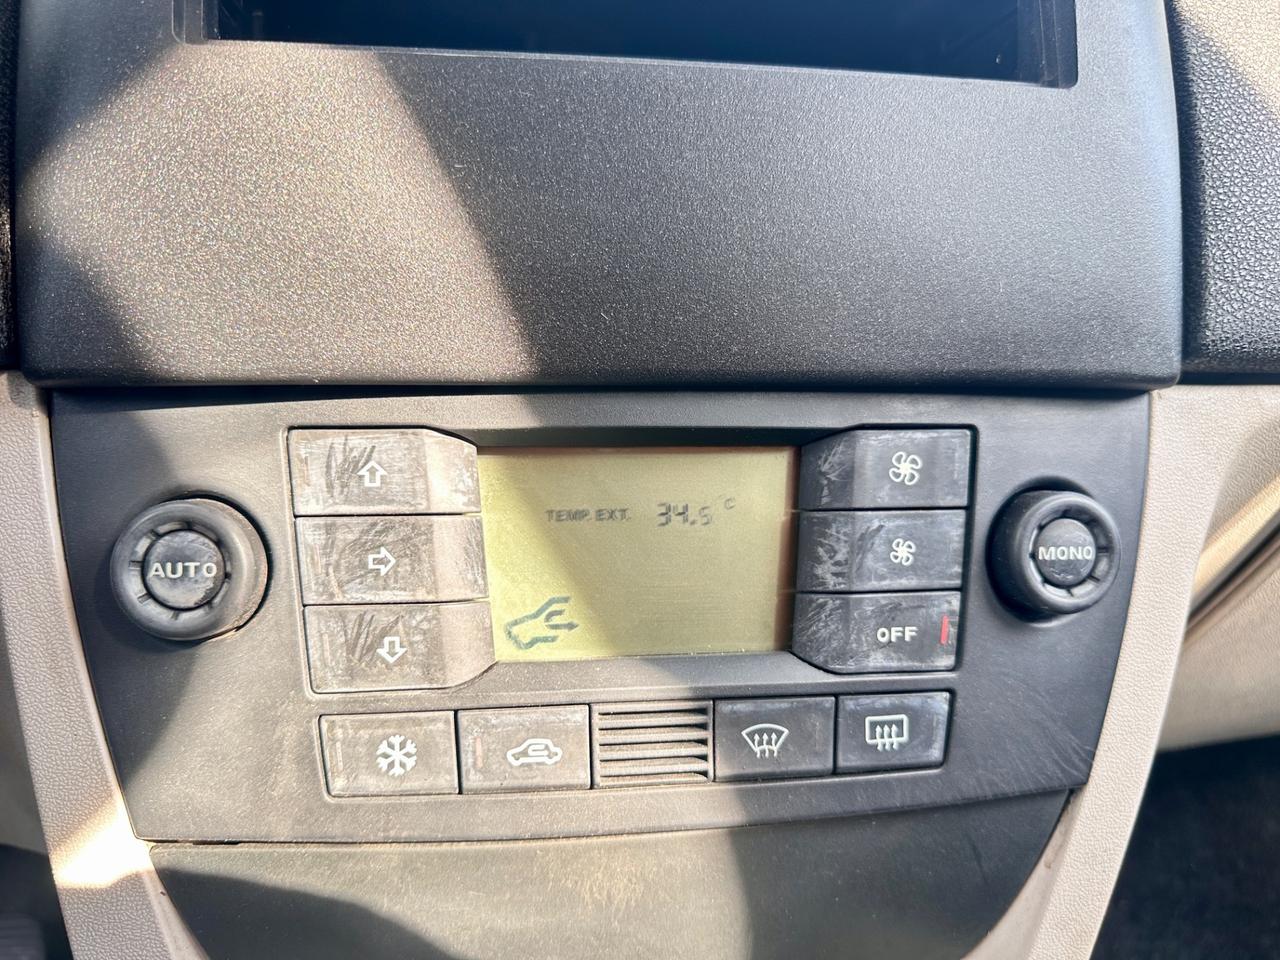 TEMP. EXT. 34.5 °C
AUTO
MONO
OFF